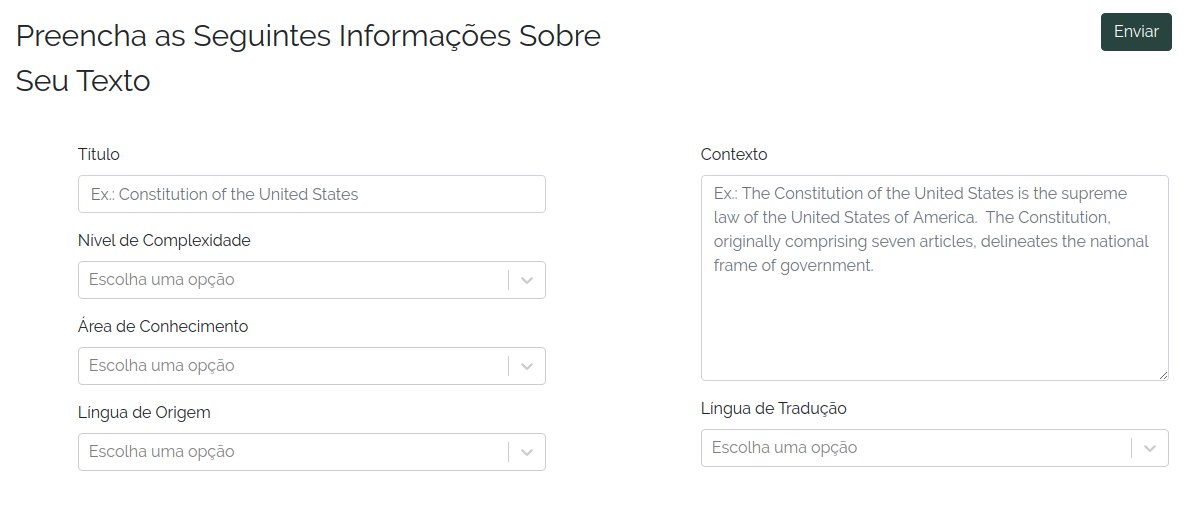 Preencha as Seguintes Informações Sobre
Seu Texto
Enviar
Título
Ex.: Constitution of the United States
Nível de Complexidade
Escolha uma opção
Área de Conhecimento
Escolha uma opção
Língua de Origem
Escolha uma opção
Contexto
Ex.: The Constitution of the United States is the supreme
law of the United States of America.  The Constitution,
originally comprising seven articles, delineates the national
frame of government.
Língua de Tradução
Escolha uma opção